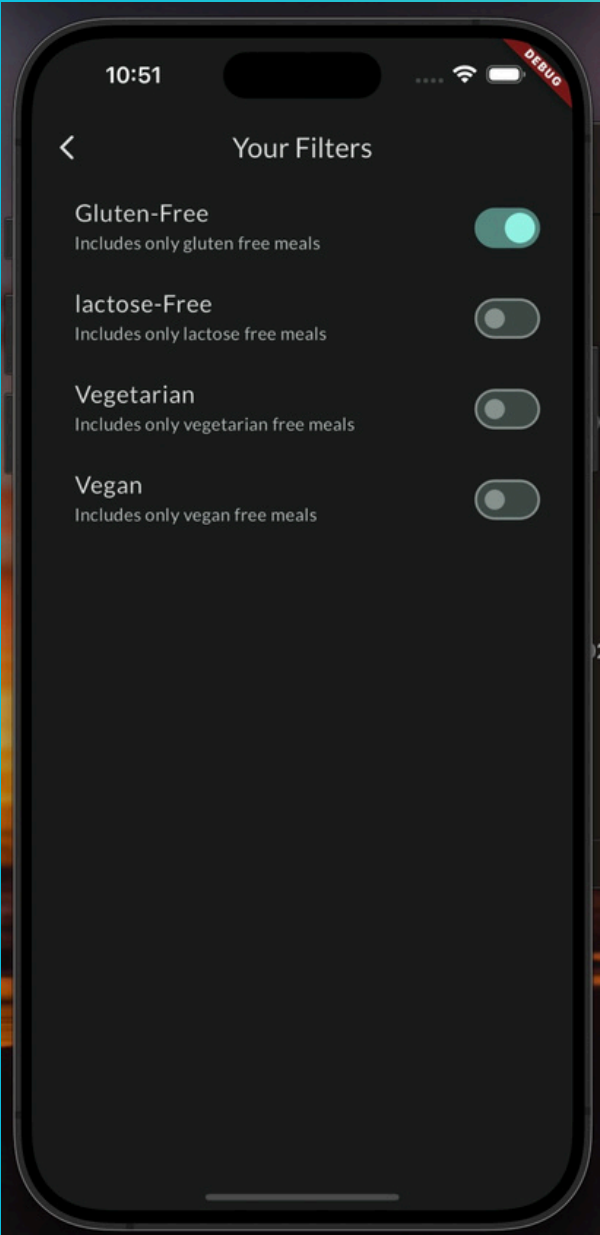 10:51
DEBUG
Your Filters
Gluten-Free
Includes only gluten free meals
lactose-Free
Includes only lactose free meals
Vegetarian
Includes only vegetarian free meals
Vegan
Includes only vegan free meals